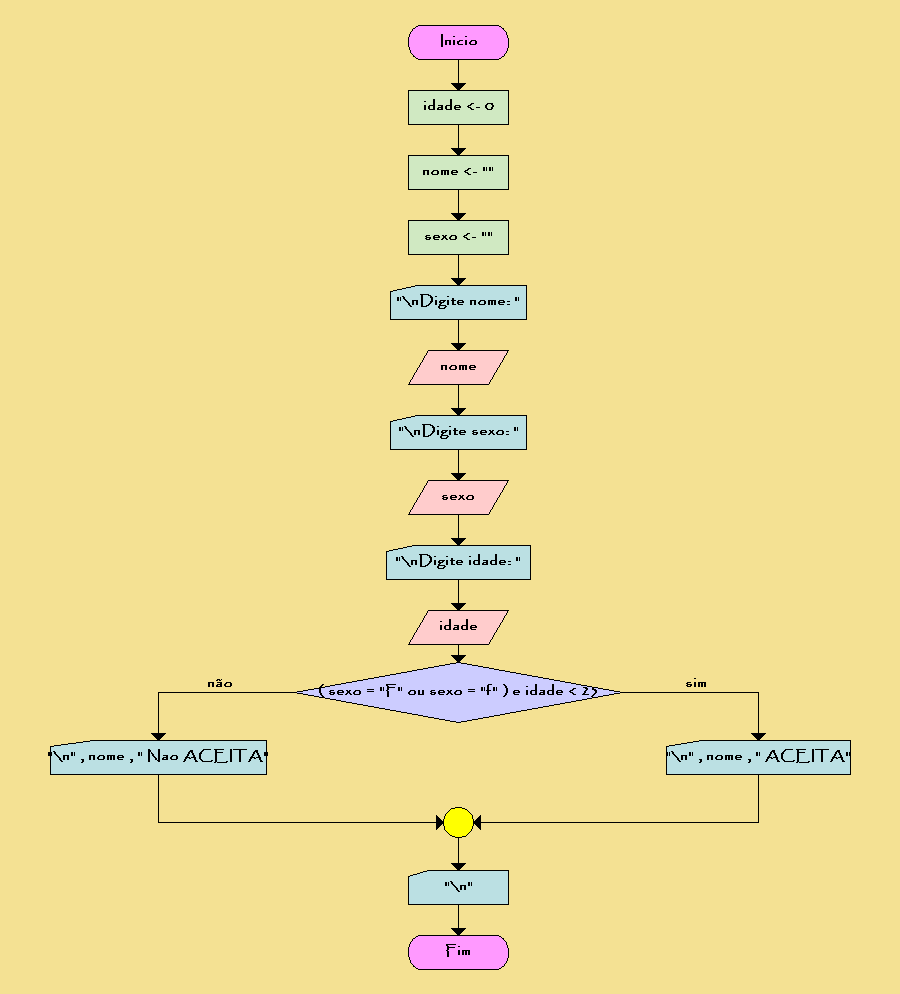 Inicio
idade <- 0
nome <- ""
sexo <- ""
"\nDigite nome: "
nome
"\nDigite sexo: "
sexo
"\nDigite idade: "
idade
não
( sexo = "F" ou sexo = "f" ) e idade <
sim
"\n" , nome , " Nao ACEITA"
"\n" , nome , " ACEITA"
"\n"
Fim